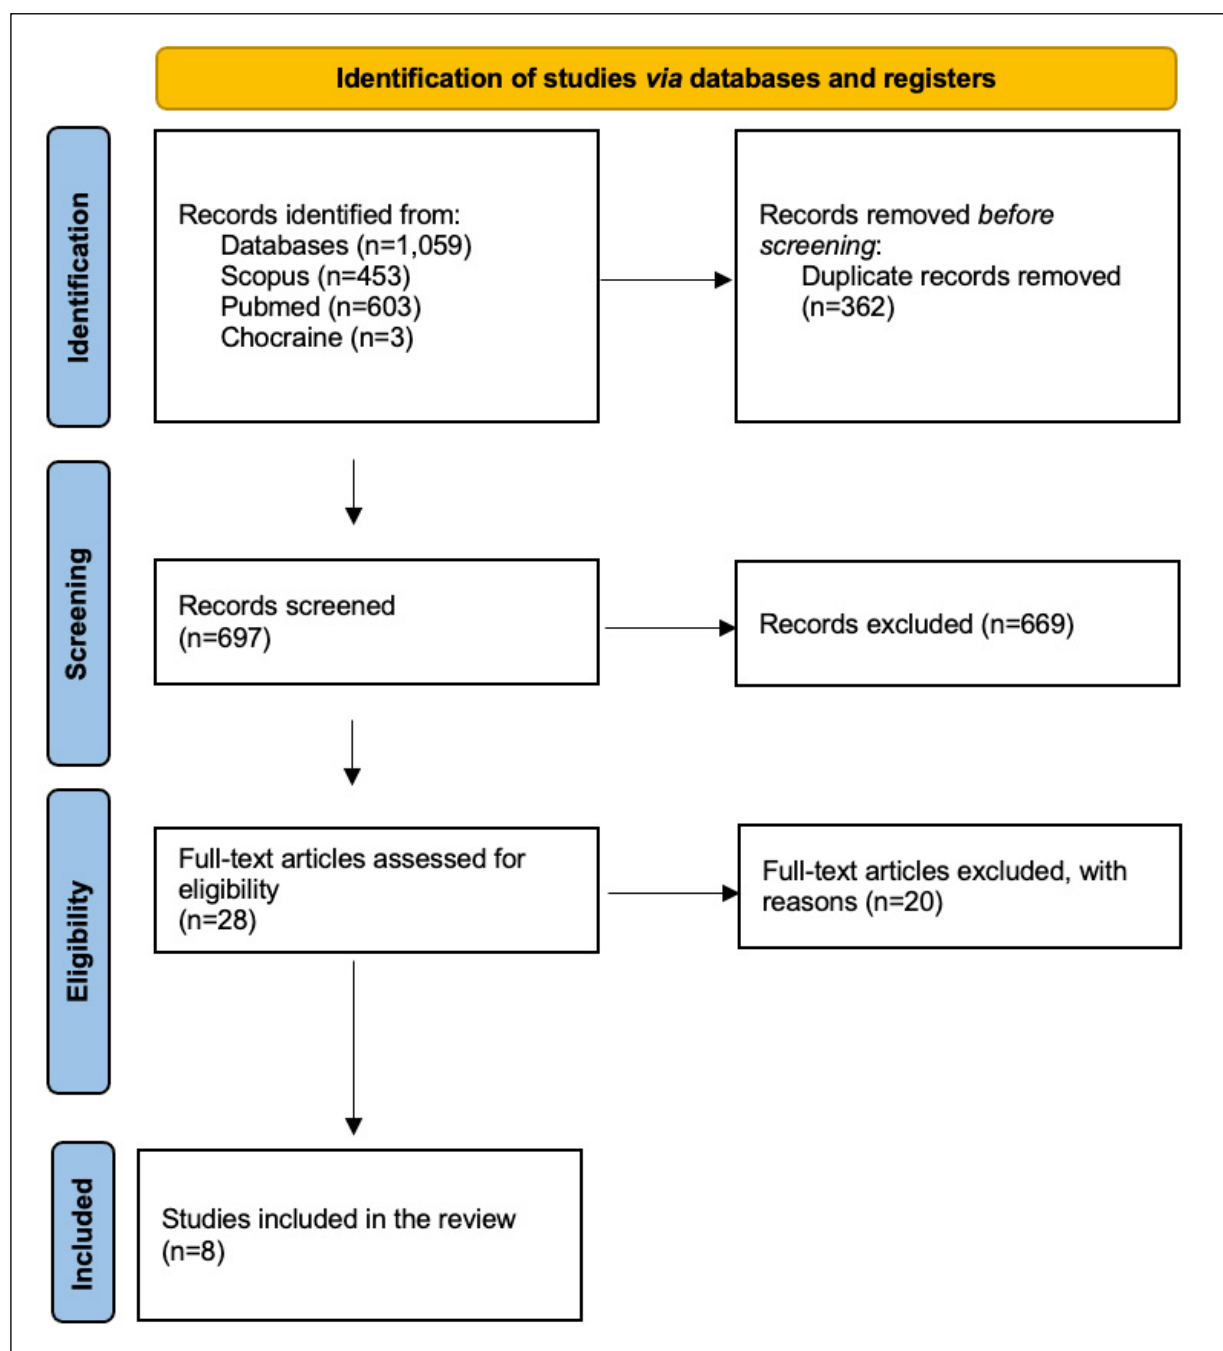 Identification of studies via databases and registers
Identification
Records identified from:
Databases (n=1,059)
Scopus (n=453)
Pubmed (n=603)
Chocraine (n=3)
Records removed before
screening:
Duplicate records removed
(n=362)
Screening
Records screened
(n=697)
Records excluded (n=669)
Eligibility
Full-text articles assessed for
eligibility
(n=28)
Full-text articles excluded, with
reasons (n=20)
Included
Studies included in the review
(n=8)